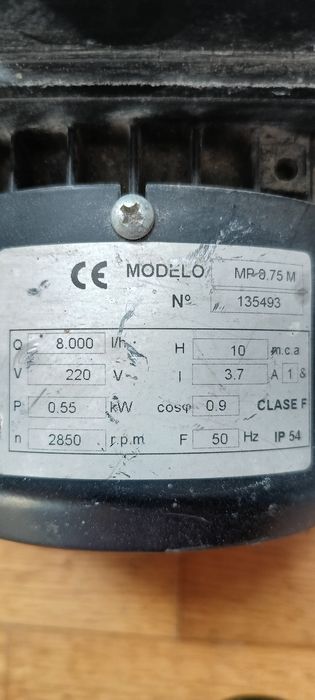 CE MODELO MP 0.75 M
Nº 135493
Q 8.000 l/h H 10 m.c.a
V 220 V I 3.7 A 1 &
P 0.55 kW cosφ 0.9 CLASE F
n 2850 r.p.m F 50 Hz IP 54